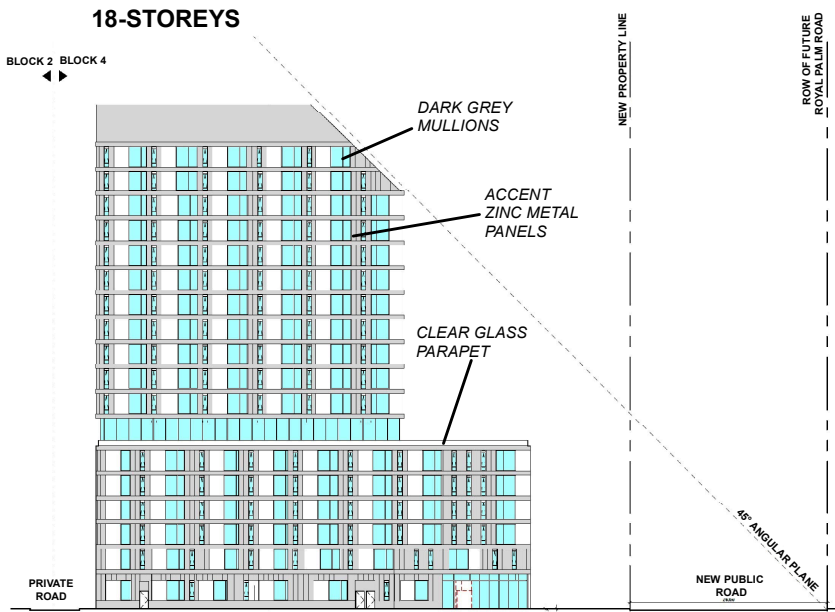 18-STOREYS
BLOCK 2
BLOCK 4
NEW PROPERTY LINE
ROW OF FUTURE
ROYAL PALM ROAD
DARK GREY
MULLIONS
ACCENT
ZINC METAL
PANELS
CLEAR GLASS
PARAPET
45° ANGULAR PLANE
PRIVATE
ROAD
NEW PUBLIC
ROAD